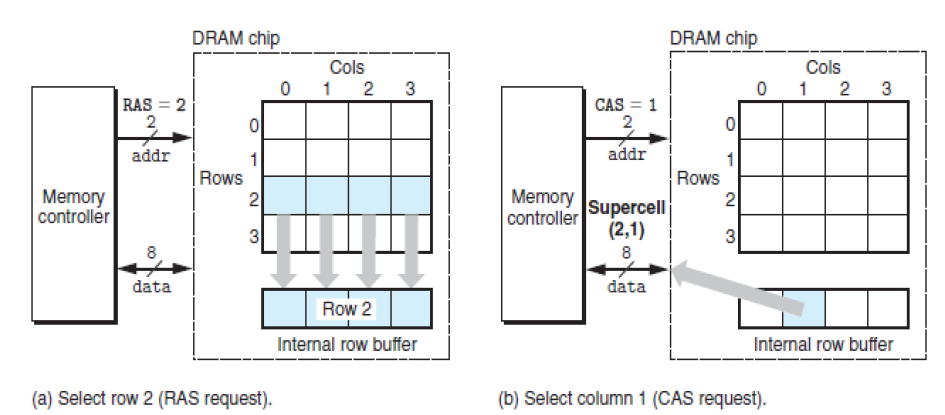 DRAM chip
Cols
0 1 2 3
RAS = 2
2
addr
0
1
Rows
2
3
Memory
controller
8
data
Row 2
Internal row buffer
(a) Select row 2 (RAS request).
DRAM chip
Cols
0 1 2 3
CAS = 1
2
addr
0
1
Rows
2
3
Memory
controller
Supercell
(2,1)
8
data
Internal row buffer
(b) Select column 1 (CAS request).